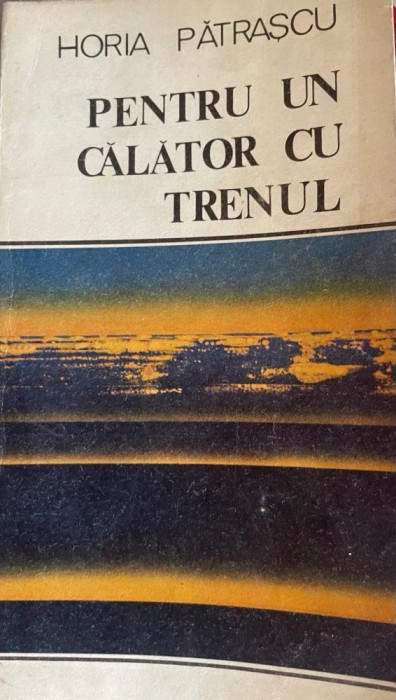 HORIA PĂTRAȘCU
PENTRU UN
CĂLĂTOR CU
TRENUL